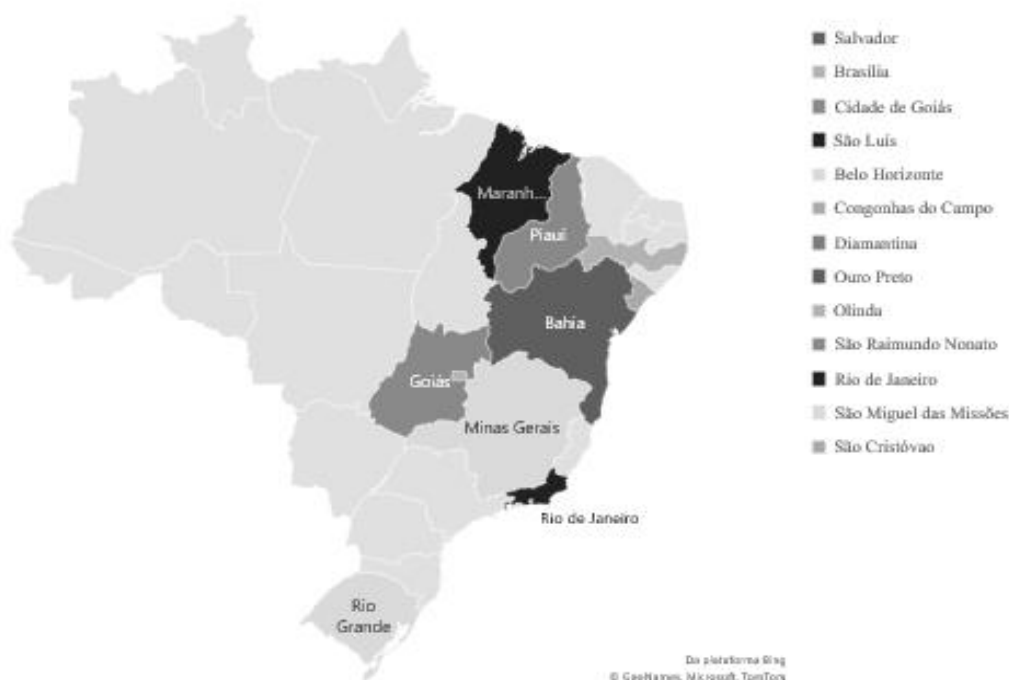 Salvador
Brasília
Cidade de Goiás
São Luís
Belo Horizonte
Congonhas do Campo
Diamantina
Ouro Preto
Olinda
São Raimundo Nonato
Rio de Janeiro
São Miguel das Missões
São Cristóvao
Maranh...
Piauí
Bahia
Goiás
Minas Gerais
Rio de Janeiro
Rio
Grande
Da plataforma Bing
© GeoNames, Microsoft, TomTom